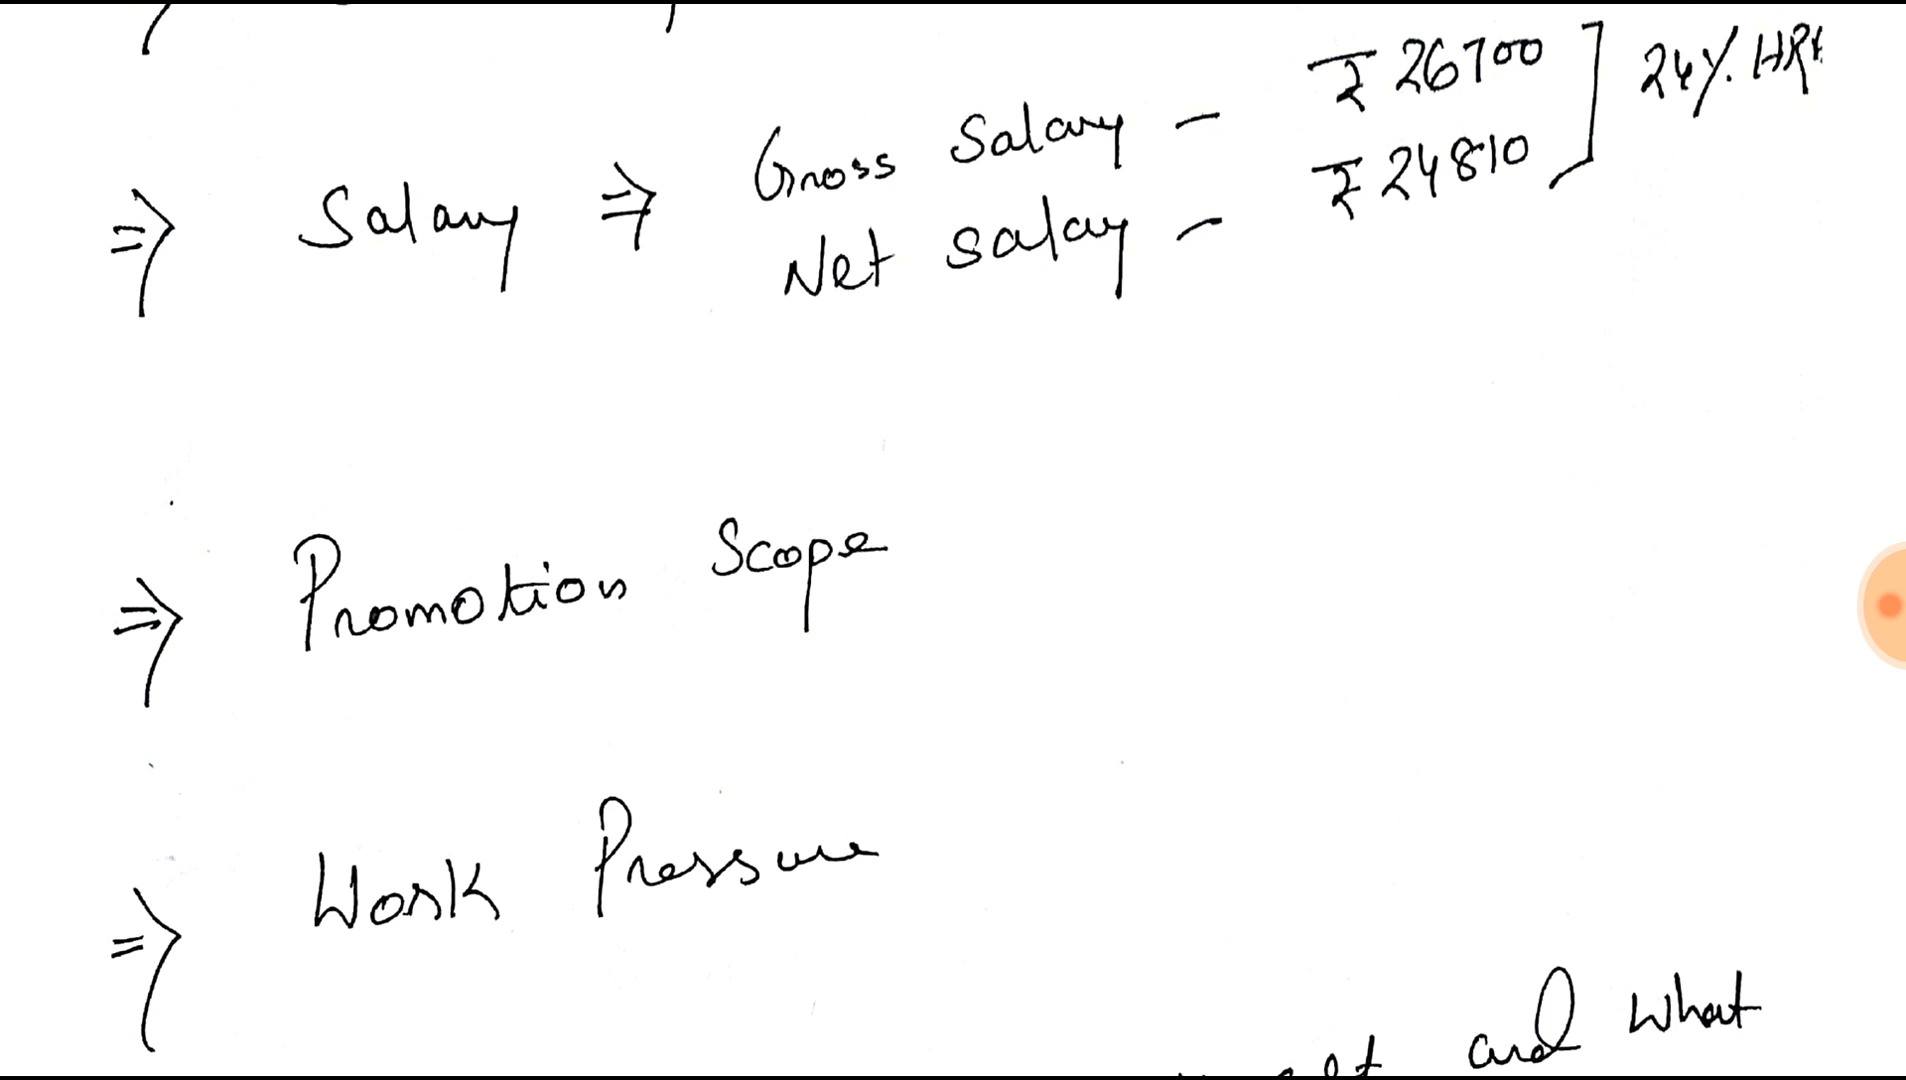 ⇒ Salary ⇒ Gross Salary - ₹ 26700 ] 24% HRA
Net Salary - ₹ 24810
⇒ Promotion Scope
⇒ Work Pressure
and what